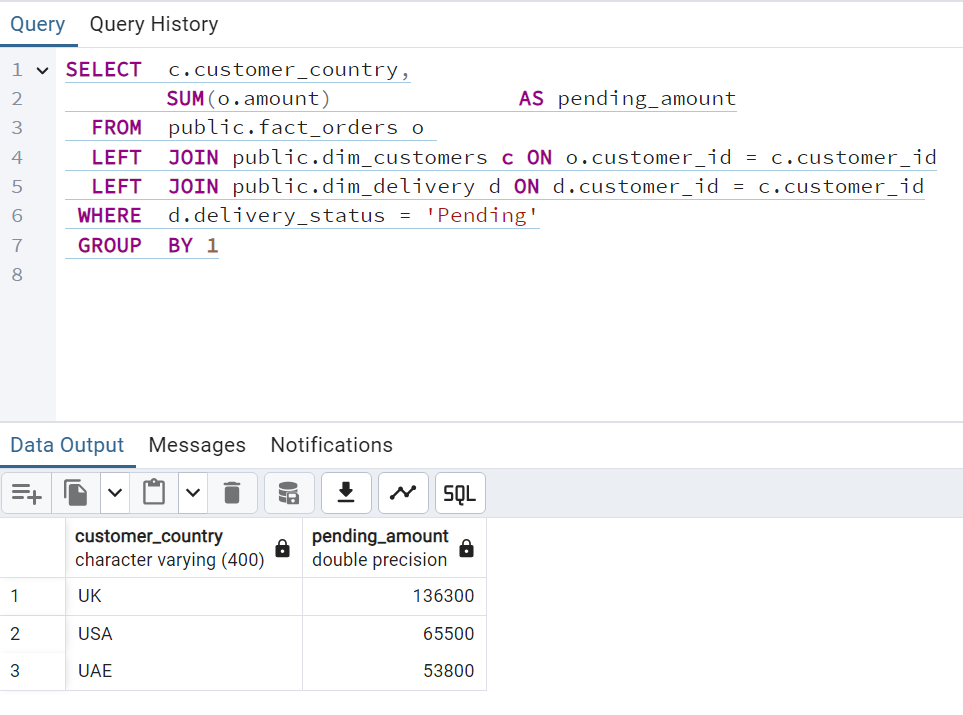 Query Query History
1 SELECT c.customer_country,
2 SUM(o.amount) AS pending_amount
3 FROM public.fact_orders o
4 LEFT JOIN public.dim_customers c ON o.customer_id = c.customer_id
5 LEFT JOIN public.dim_delivery d ON d.customer_id = c.customer_id
6 WHERE d.delivery_status = 'Pending'
7 GROUP BY 1
8
Data Output Messages Notifications
SQL
customer_country pending_amount
character varying (400) double precision
1 UK 136300
2 USA 65500
3 UAE 53800